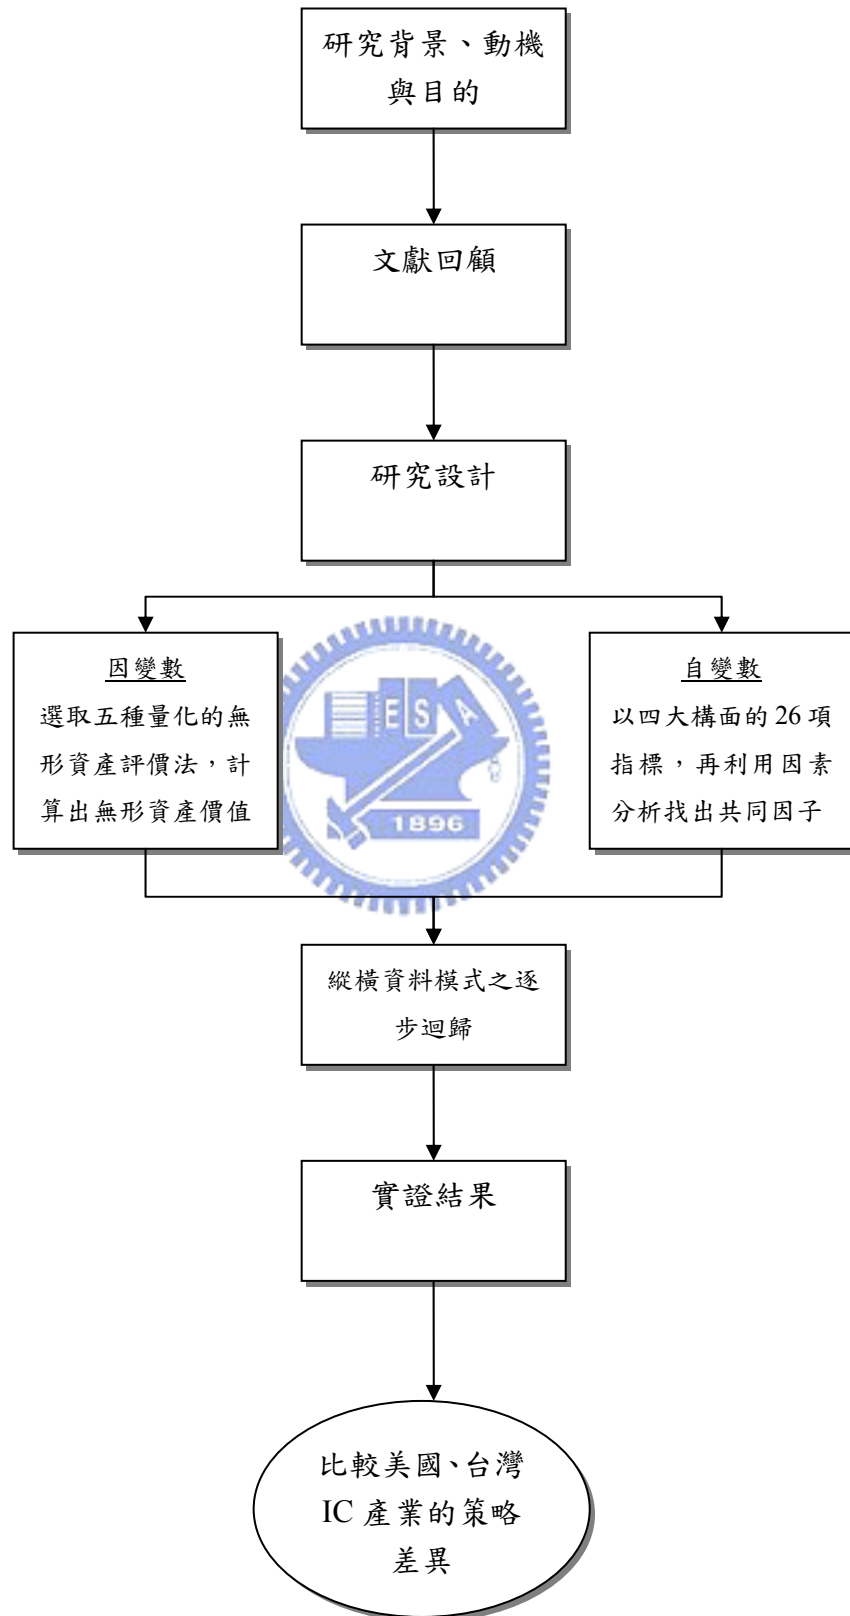 研究背景、動機
與目的
文獻回顧
研究設計
因變數
選取五種量化的無
形資產評價法，計
算出無形資產價值
E S A
1896
自變數
以四大構面的 26 項
指標，再利用因素
分析找出共同因子
縱橫資料模式之逐
步迴歸
實證結果
比較美國、台灣
IC 產業的策略
差異